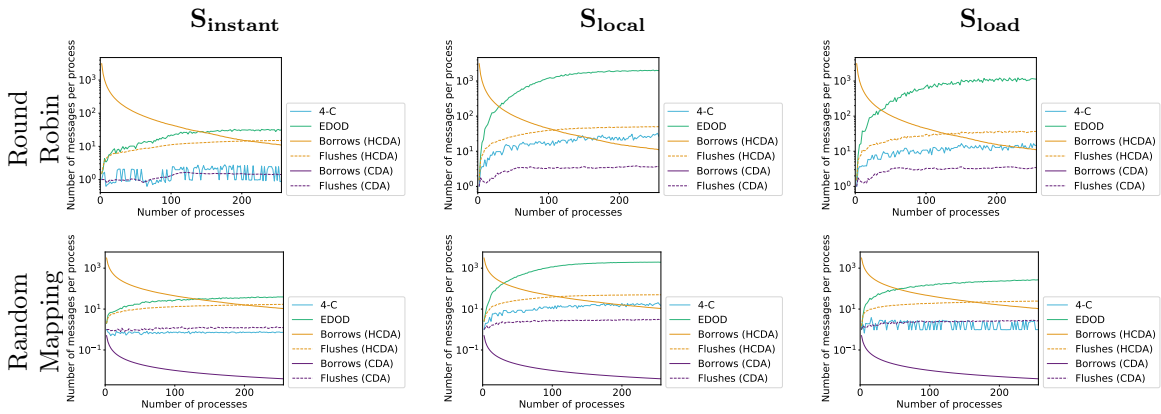 S_instant
S_local
S_load
Round
Robin
Number of messages per process
10³
10²
10¹
10⁰
0
100
200
Number of processes
4-C
EDOD
Borrows (HCDA)
Flushes (HCDA)
Borrows (CDA)
Flushes (CDA)
Number of messages per process
10³
10²
10¹
10⁰
0
100
200
Number of processes
4-C
EDOD
Borrows (HCDA)
Flushes (HCDA)
Borrows (CDA)
Flushes (CDA)
Number of messages per process
10³
10²
10¹
10⁰
0
100
200
Number of processes
4-C
EDOD
Borrows (HCDA)
Flushes (HCDA)
Borrows (CDA)
Flushes (CDA)
Random
Mapping
Number of messages per process
10³
10¹
10⁻¹
0
100
200
Number of processes
4-C
EDOD
Borrows (HCDA)
Flushes (HCDA)
Borrows (CDA)
Flushes (CDA)
Number of messages per process
10³
10¹
10⁻¹
0
100
200
Number of processes
4-C
EDOD
Borrows (HCDA)
Flushes (HCDA)
Borrows (CDA)
Flushes (CDA)
Number of messages per process
10³
10¹
10⁻¹
0
100
200
Number of processes
4-C
EDOD
Borrows (HCDA)
Flushes (HCDA)
Borrows (CDA)
Flushes (CDA)